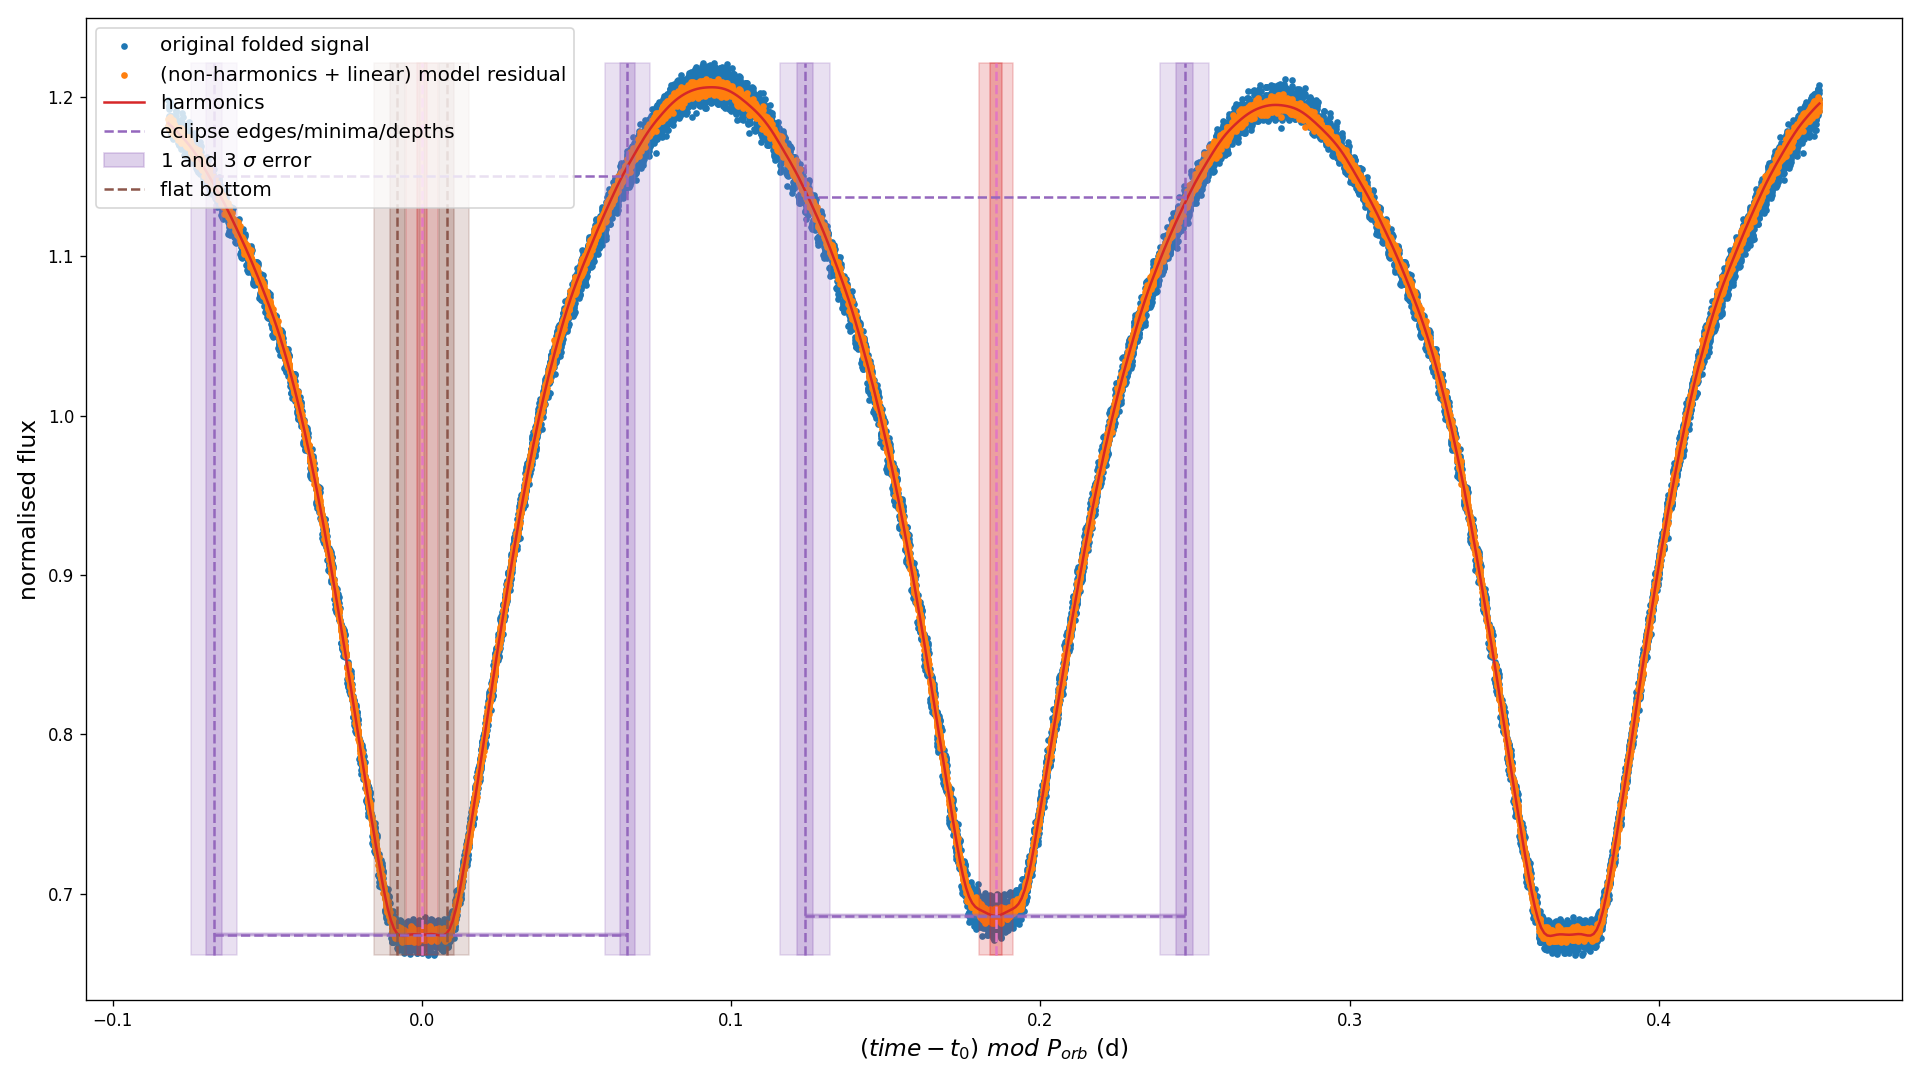 original folded signal
(non-harmonics + linear) model residual
harmonics
eclipse edges/minima/depths
1 and 3 σ error
flat bottom
1.2
1.1
1.0
0.9
0.8
0.7
normalised flux
−0.1 0.0 0.1 0.2 0.3 0.4
(time − t₀) mod Pₒᵣb (d)